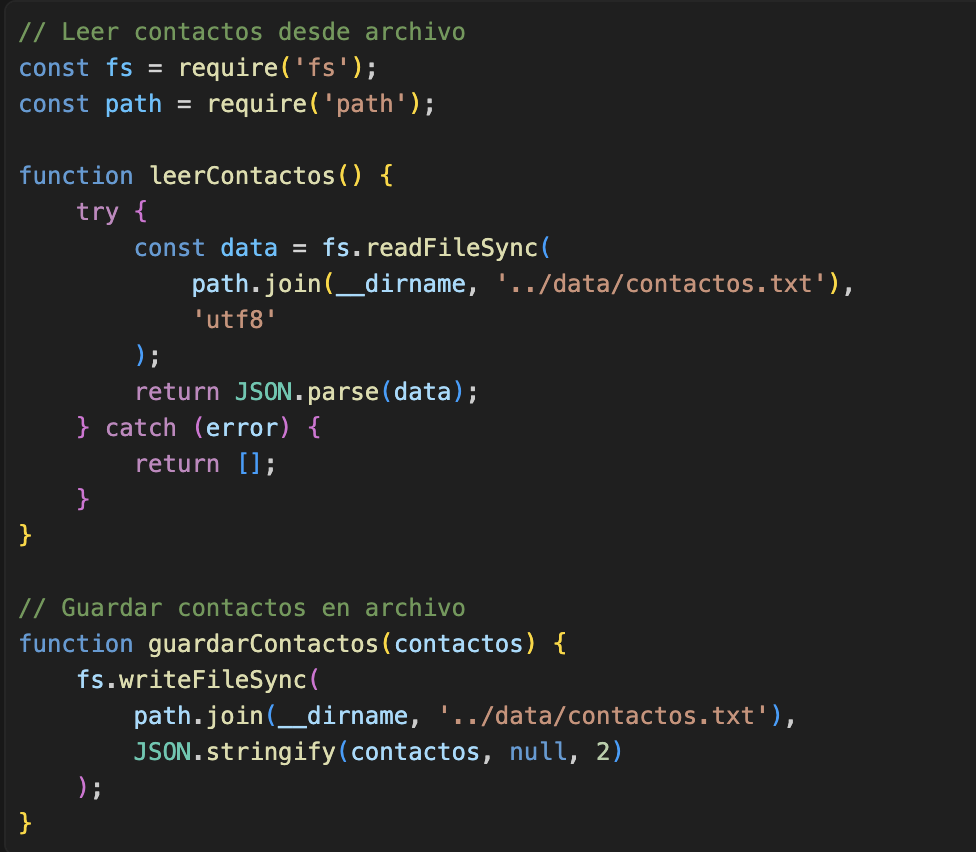 // Leer contactos desde archivo
const fs = require('fs');
const path = require('path');

function leerContactos() {
    try {
        const data = fs.readFileSync(
            path.join(__dirname, '../data/contactos.txt'),
            'utf8'
        );
        return JSON.parse(data);
    } catch (error) {
        return [];
    }
}

// Guardar contactos en archivo
function guardarContactos(contactos) {
    fs.writeFileSync(
        path.join(__dirname, '../data/contactos.txt'),
        JSON.stringify(contactos, null, 2)
    );
}